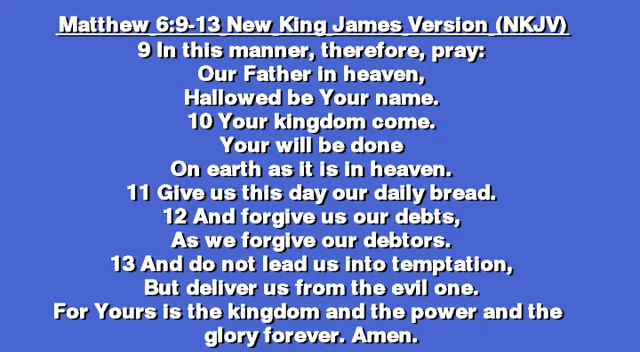 Matthew 6:9-13 New King James Version (NKJV)
9 In this manner, therefore, pray:
Our Father in heaven,
Hallowed be Your name.
10 Your kingdom come.
Your will be done
On earth as it is in heaven.
11 Give us this day our daily bread.
12 And forgive us our debts,
As we forgive our debtors.
13 And do not lead us into temptation,
But deliver us from the evil one.
For Yours is the kingdom and the power and the
glory forever. Amen.